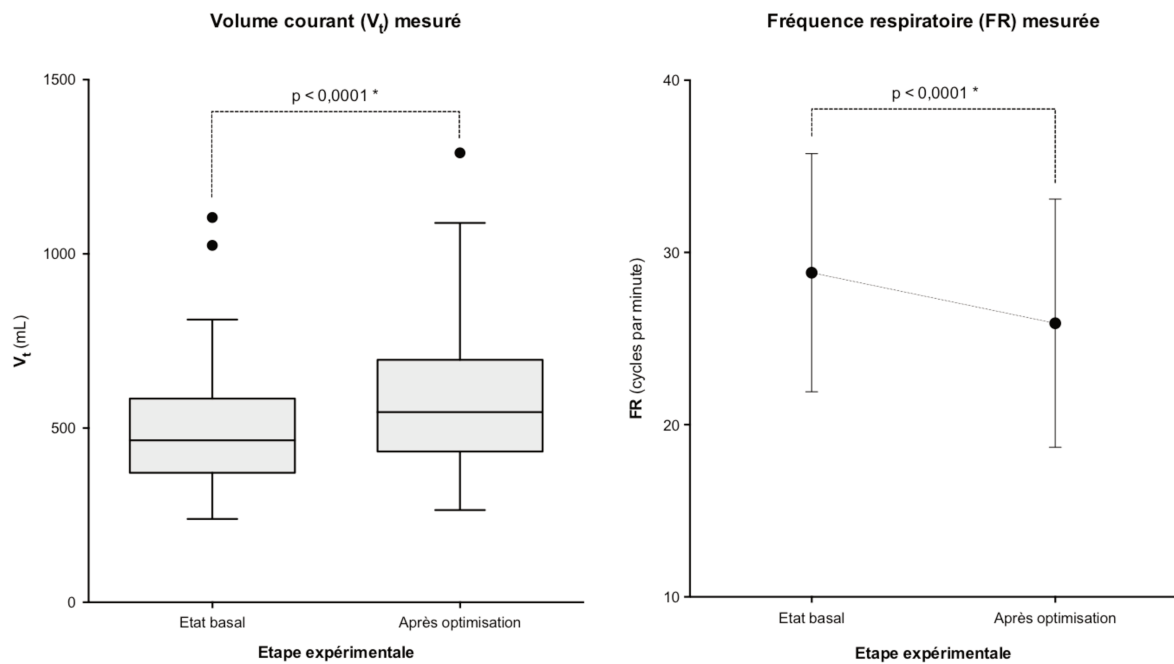 Volume courant (Vt) mesuré
1500
1000
500
0
Vt (mL)
p < 0,0001 *
Etat basal
Après optimisation
Etape expérimentale
Fréquence respiratoire (FR) mesurée
40
30
20
10
FR (cycles par minute)
p < 0,0001 *
Etat basal
Après optimisation
Etape expérimentale